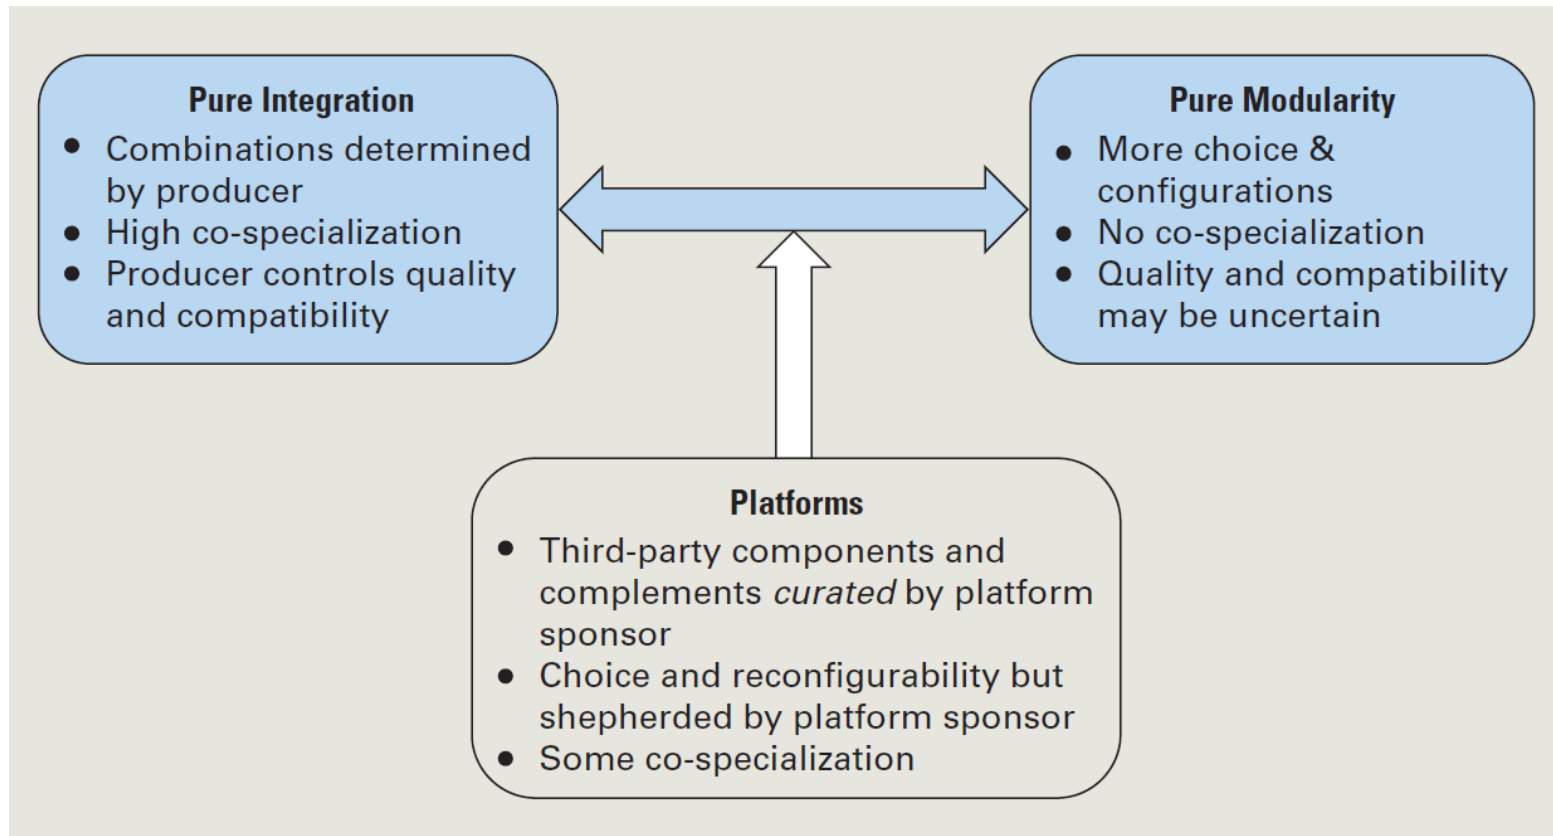 Pure Integration
• Combinations determined
by producer
• High co-specialization
• Producer controls quality
and compatibility
Pure Modularity
• More choice &
configurations
• No co-specialization
• Quality and compatibility
may be uncertain
Platforms
• Third-party components and
complements curated by platform
sponsor
• Choice and reconfigurability but
shepherded by platform sponsor
• Some co-specialization